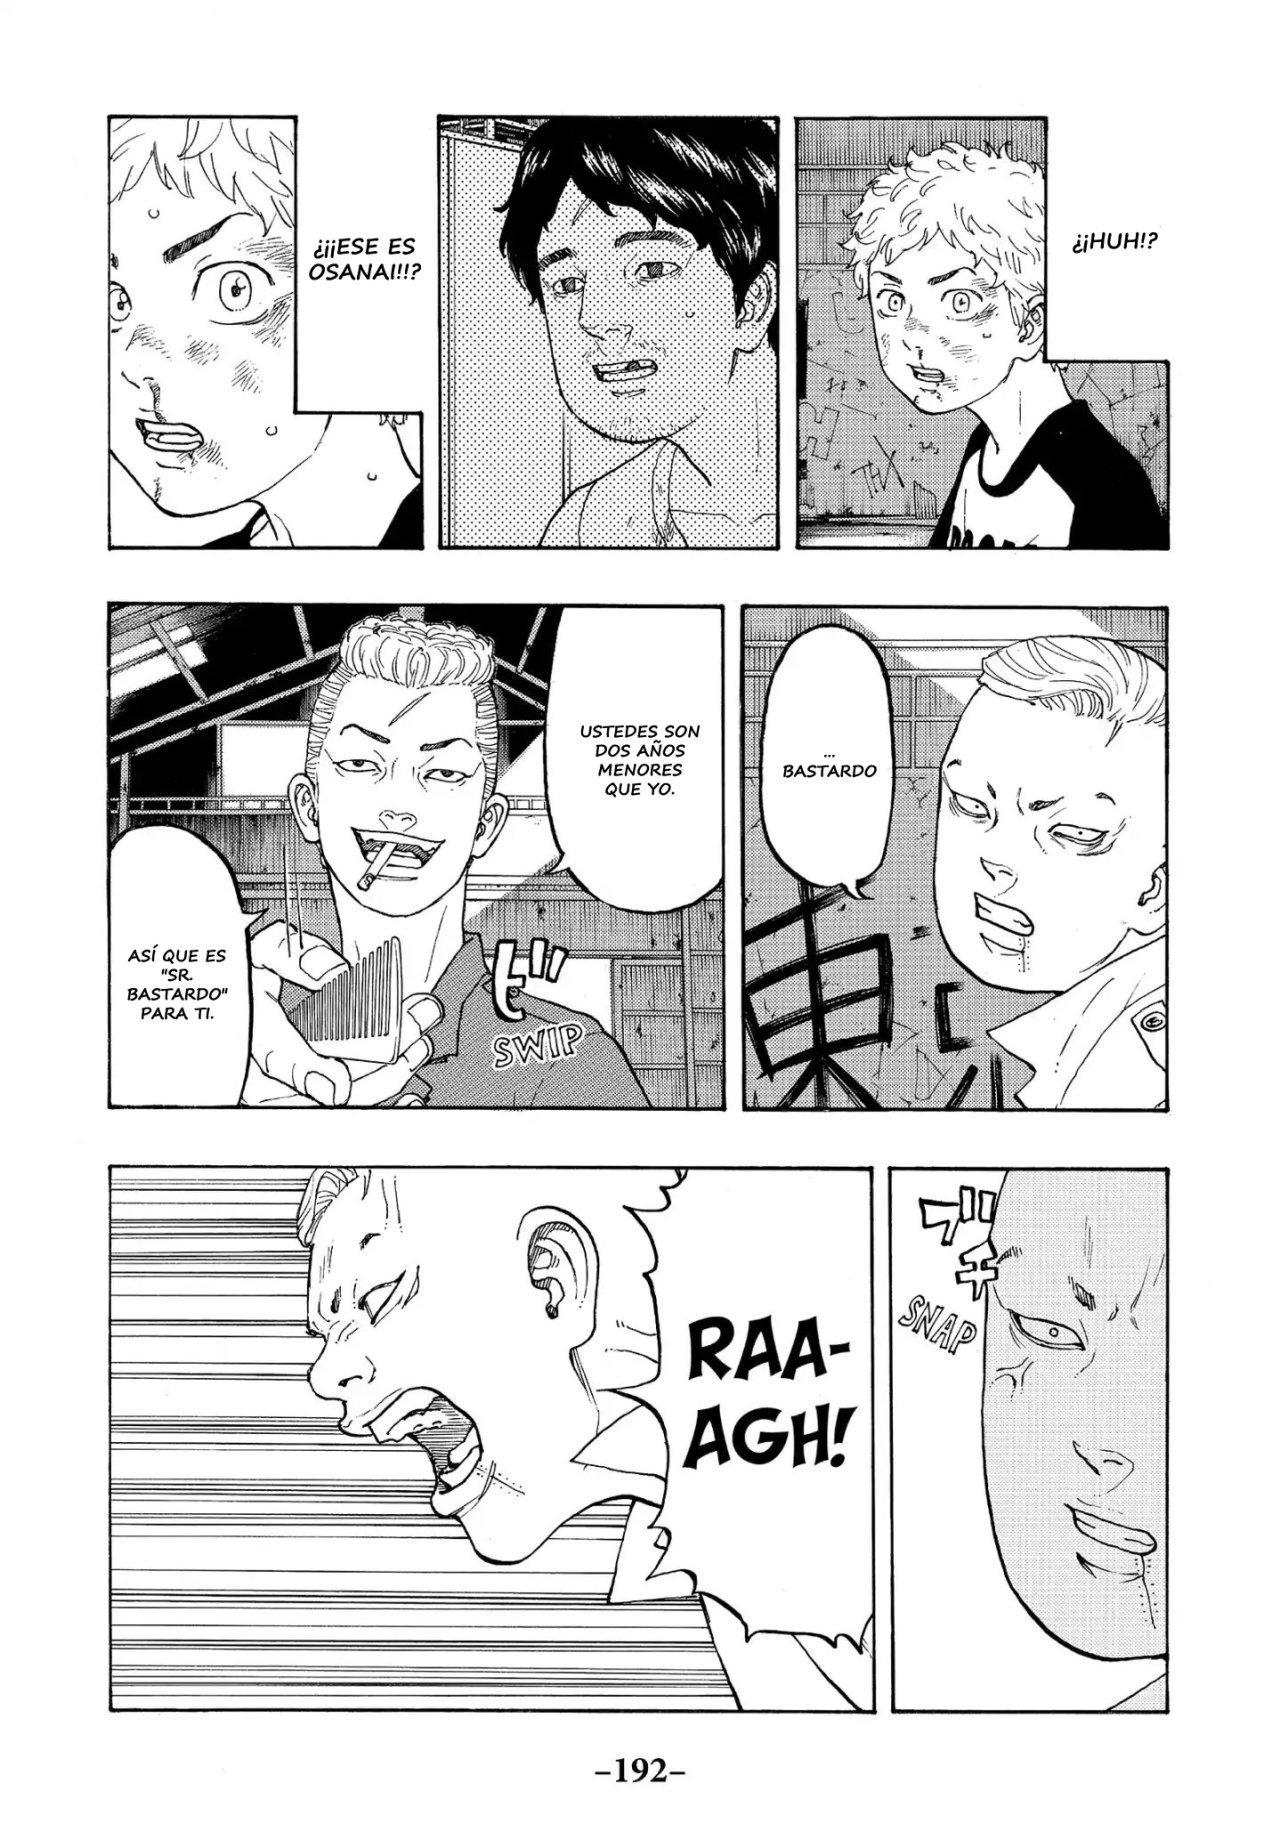 ¿¡HUH!?
¿¡¡ESE ES
OSANAI!!?
...
BASTARDO
東
USTEDES SON
DOS AÑOS
MENORES
QUE YO.
ASÍ QUE ES
"SR.
BASTARDO"
PARA TI.
SWIP
SNAP
RAA-
AGH!
-192-